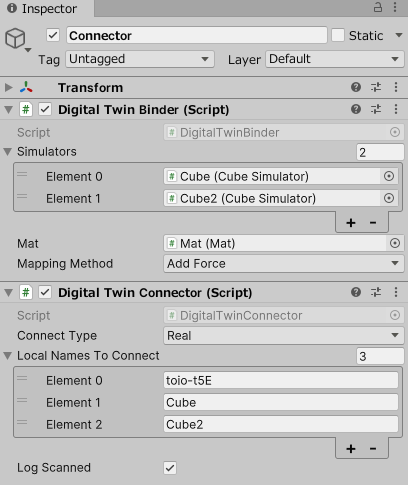 Inspector
Connector
Static
Tag Untagged Layer Default
Transform
# Digital Twin Binder (Script)
Script # DigitalTwinBinder
Simulators 2
Element 0 # Cube (Cube Simulator)
Element 1 # Cube2 (Cube Simulator)
+ -
Mat # Mat (Mat)
Mapping Method Add Force
# Digital Twin Connector (Script)
Script # DigitalTwinConnector
Connect Type Real
Local Names To Connect 3
Element 0 toio-t5E
Element 1 Cube
Element 2 Cube2
+ -
Log Scanned